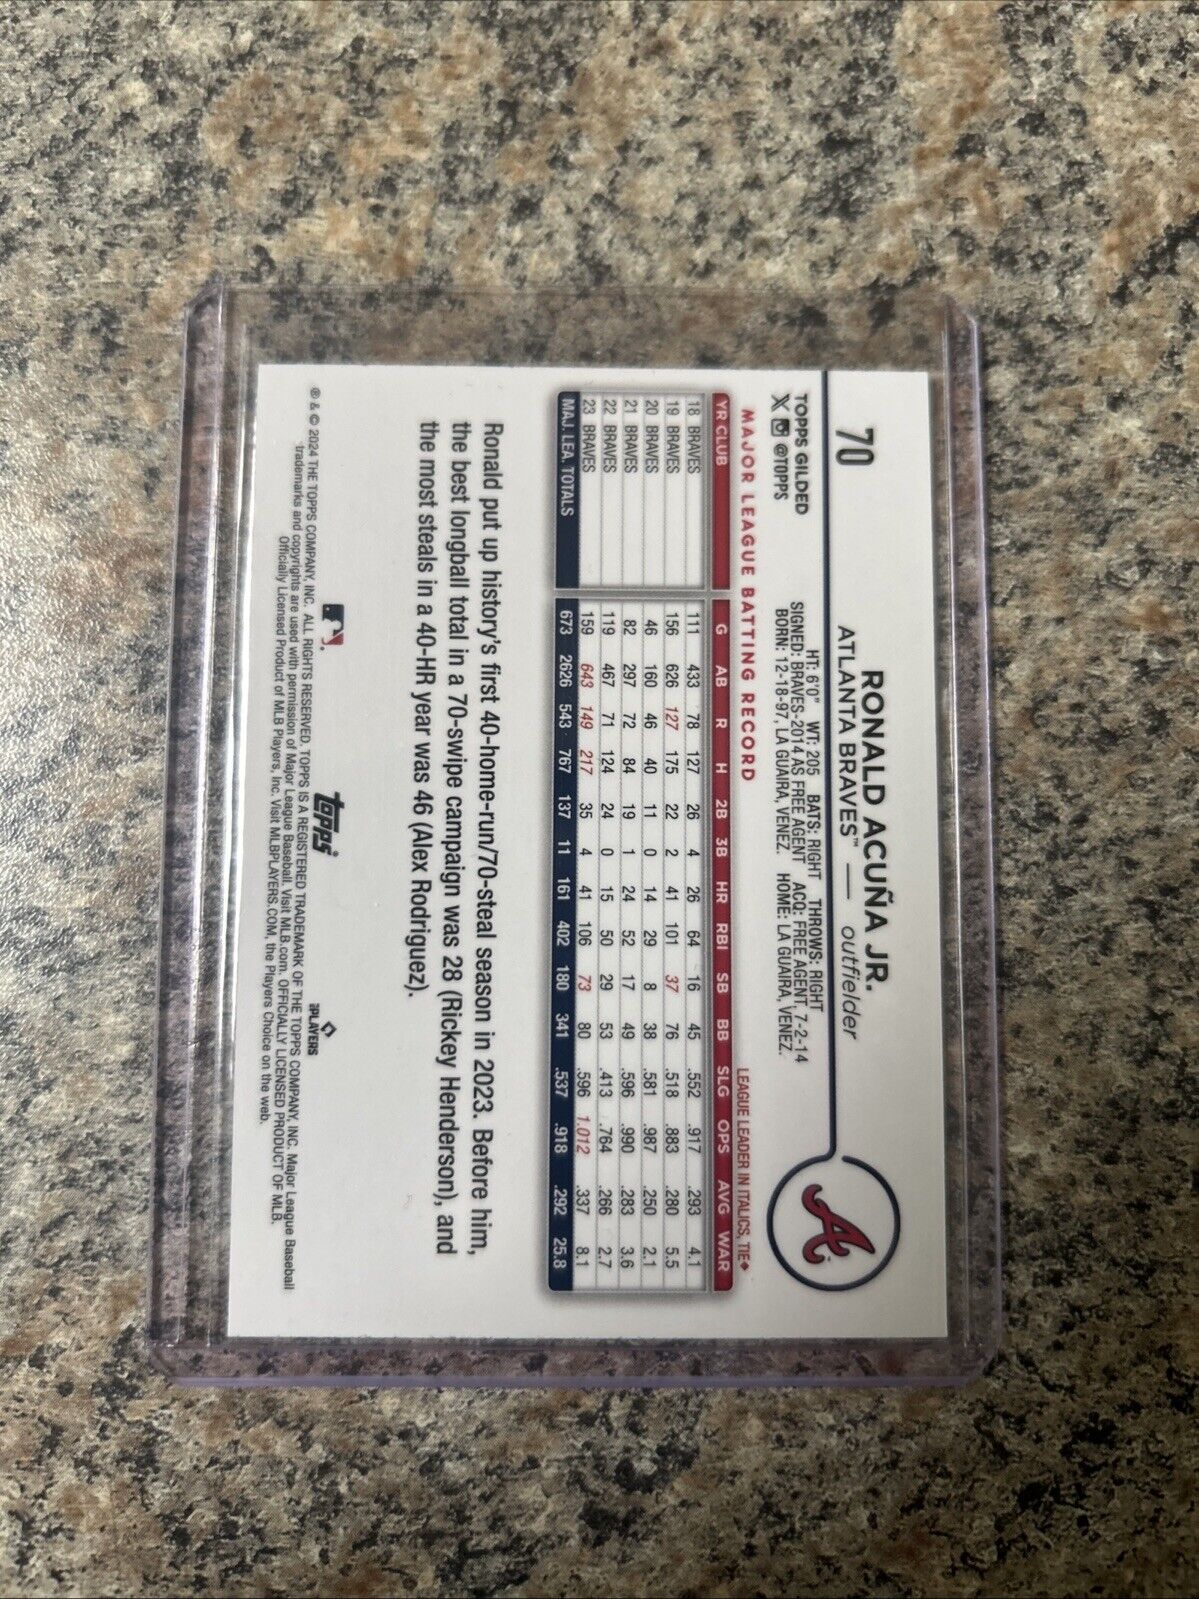 70
RONALD ACUÑA JR.
ATLANTA BRAVES™ — outfielder
TOPPS GILDED
@TOPPS
HT: 6'0" WT: 205 BATS: RIGHT THROWS: RIGHT
SIGNED: BRAVES-2014 AS FREE AGENT ACQ: FREE AGENT, 7-2-14
BORN: 12-18-97, LA GUAIRA, VENEZ. HOME: LA GUAIRA, VENEZ.
A
MAJOR LEAGUE BATTING RECORD LEAGUE LEADER IN ITALICS, TIE♦
YR CLUB G AB R H 2B 3B HR RBI SB BB SLG OPS AVG WAR
18 BRAVES 111 433 78 127 26 4 26 64 16 45 .552 .917 .293 4.1
19 BRAVES 156 626 127 175 22 2 41 101 37 76 .518 .883 .280 5.5
20 BRAVES 46 160 46 40 11 0 14 29 8 38 .581 .987 .250 2.1
21 BRAVES 82 297 72 84 19 1 24 52 17 49 .596 .990 .283 3.6
22 BRAVES 119 467 71 124 24 0 15 50 29 53 .413 .764 .266 2.7
23 BRAVES 159 643 149 217 35 4 41 106 73 80 .596 1.012 .337 8.1
MAJ. LEA. TOTALS 673 2626 543 767 137 11 161 402 180 341 .537 .918 .292 25.8
Ronald put up history's first 40-home-run/70-steal season in 2023. Before him,
the best longball total in a 70-swipe campaign was 28 (Rickey Henderson), and
the most steals in a 40-HR year was 46 (Alex Rodriguez).
topps®
PLAYERS
® & © 2024 THE TOPPS COMPANY, INC. ALL RIGHTS RESERVED. TOPPS IS A REGISTERED TRADEMARK OF THE TOPPS COMPANY, INC. Major League Baseball
trademarks and copyrights are used with permission of Major League Baseball. Visit MLB.com. OFFICIALLY LICENSED PRODUCT OF MLB.
Officially Licensed Product of MLB Players, Inc. Visit MLBPLAYERS.COM, the Players Choice on the web.